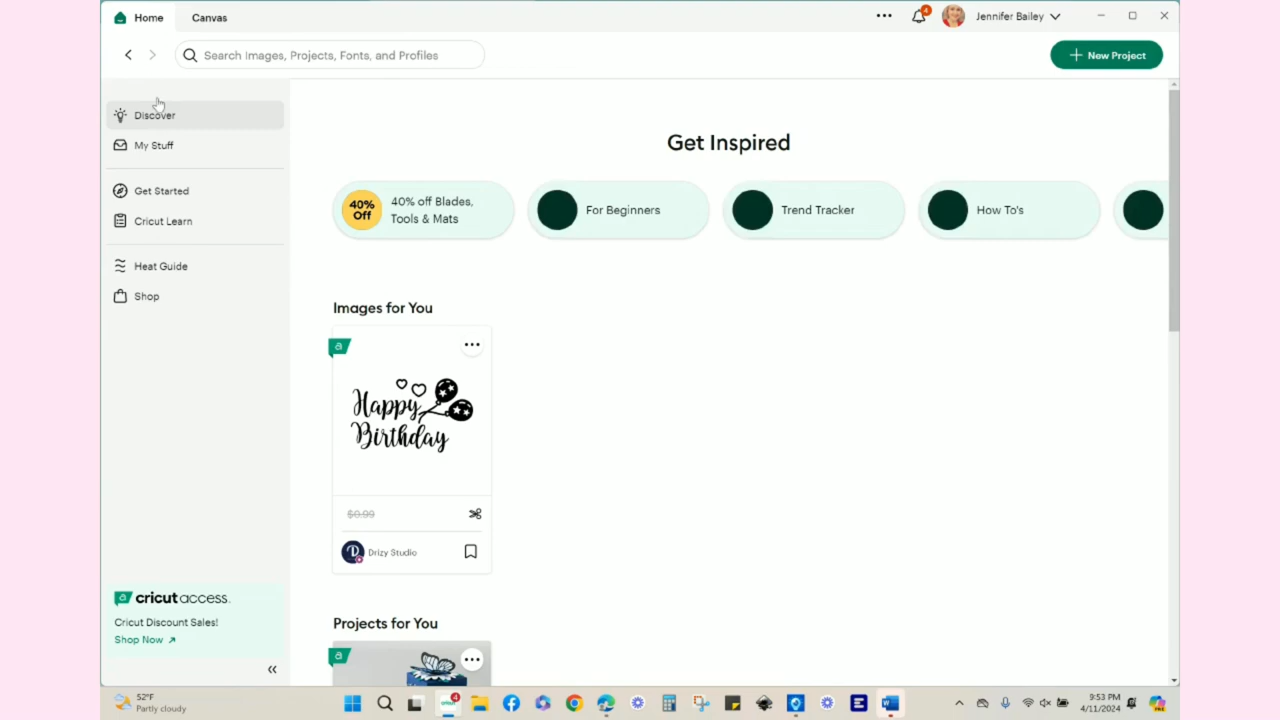 Home
Canvas
4
Jennifer Bailey
Search Images, Projects, Fonts, and Profiles
New Project
Discover
My Stuff
Get Started
Cricut Learn
Heat Guide
Shop
Get Inspired
40%
Off
40% off Blades,
Tools & Mats
For Beginners
Trend Tracker
How To's
Images for You
a
Happy
Birthday
$0.99
D
Drizy Studio
Projects for You
a
a cricut access.
Cricut Discount Sales!
Shop Now
52°F
Partly cloudy
4
9:53 PM
4/11/2024